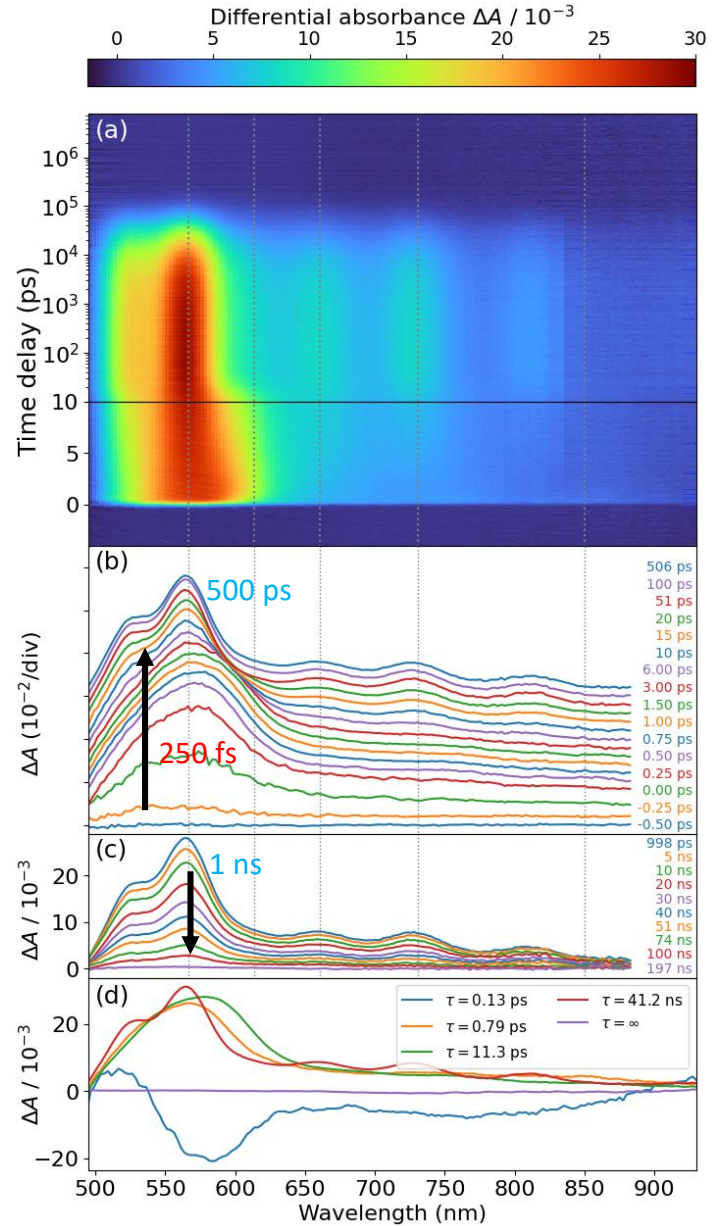 Differential absorbance ΔA / 10⁻³
0 5 10 15 20 25 30
(a)
10⁶
10⁵
10⁴
10³
10²
10
5
0
Time delay (ps)
(b)
500 ps
250 fs
ΔA (10⁻²/div)
506 ps
100 ps
51 ps
20 ps
15 ps
10 ps
6.00 ps
3.00 ps
1.50 ps
1.00 ps
0.75 ps
0.50 ps
0.25 ps
0.00 ps
-0.25 ps
-0.50 ps
(c)
1 ns
20
10
0
ΔA / 10⁻³
998 ps
5 ns
10 ns
20 ns
30 ns
40 ns
51 ns
74 ns
100 ns
197 ns
(d)
τ = 0.13 ps
τ = 0.79 ps
τ = 11.3 ps
τ = 41.2 ns
τ = ∞
20
0
−20
ΔA / 10⁻³
500 550 600 650 700 750 800 850 900
Wavelength (nm)